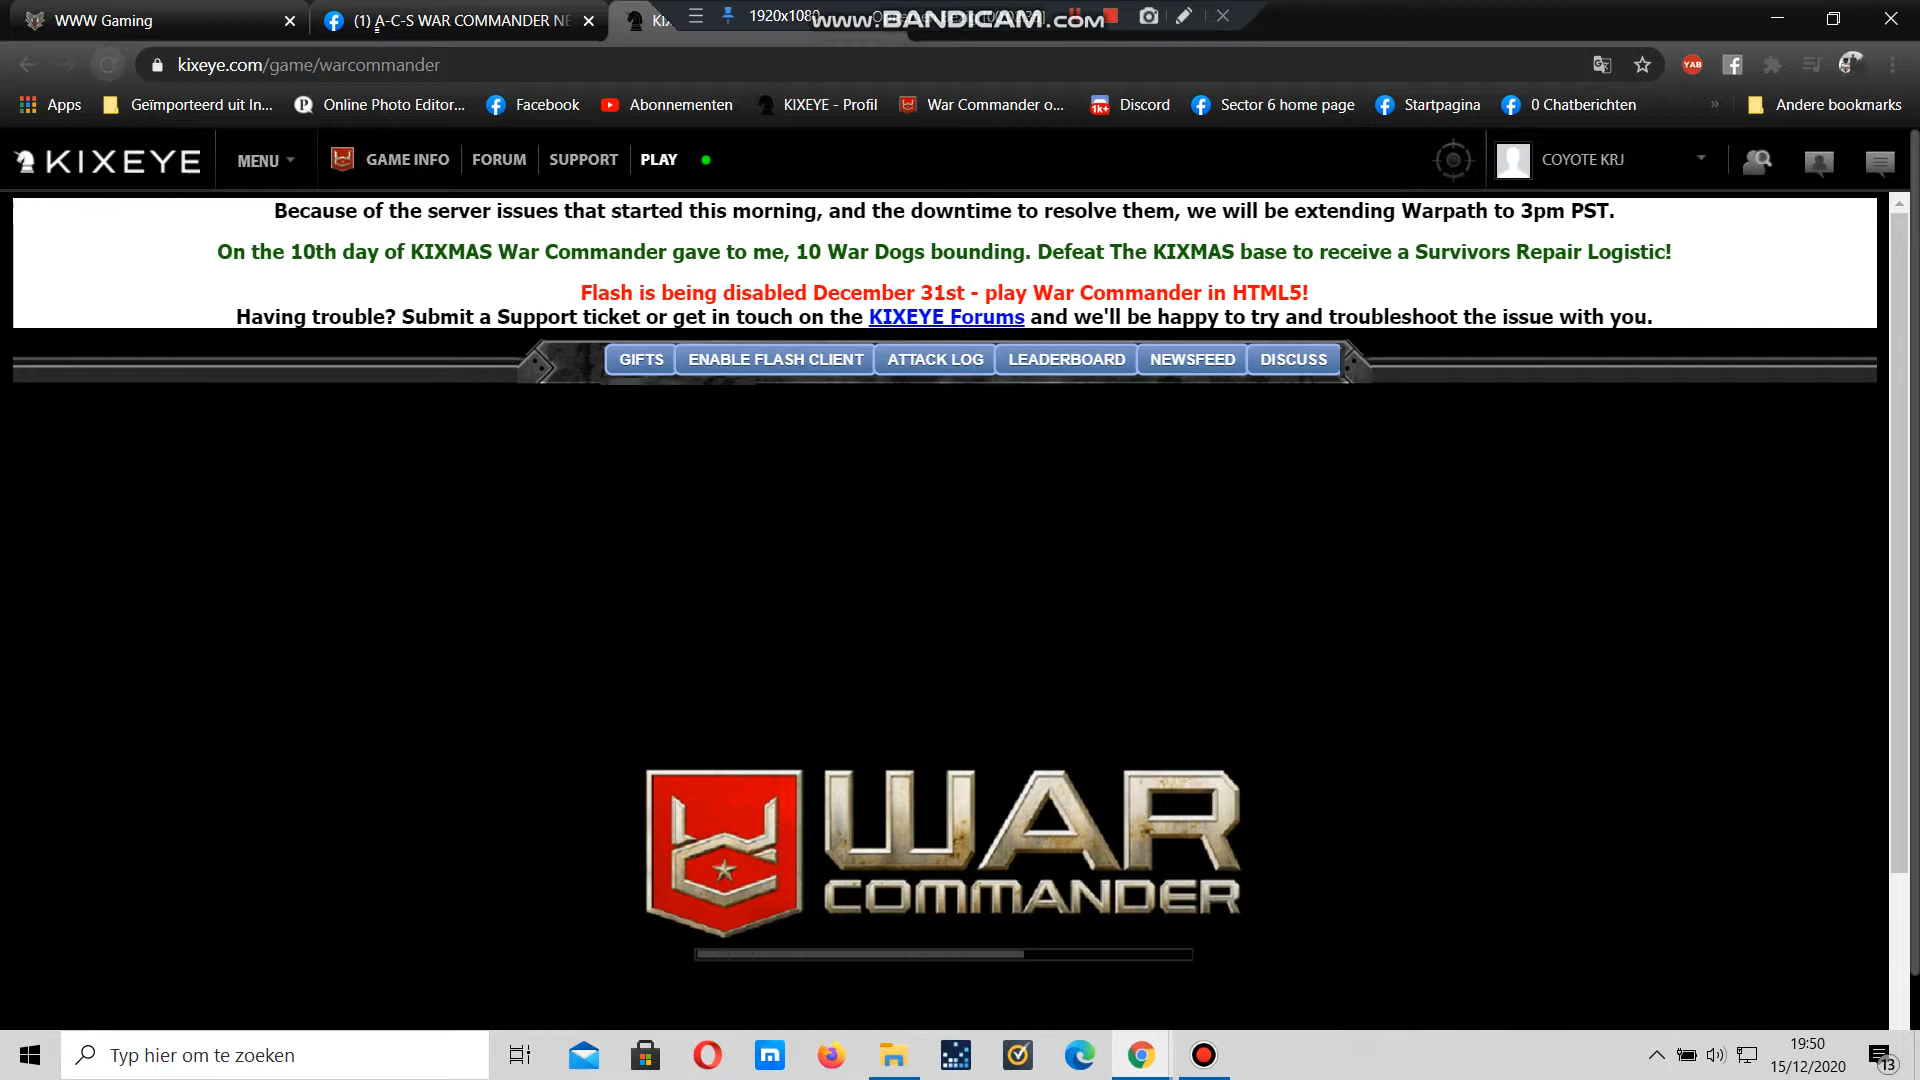 WWW Gaming
(1) A-C-S WAR COMMANDER NE
1920x1080
www.BANDICAM.com
kixeye.com/game/warcommander
YAB
Apps
Geïmporteerd uit In...
Online Photo Editor...
Facebook
Abonnementen
KIXEYE - Profil
War Commander o...
1K+
Discord
Sector 6 home page
Startpagina
0 Chatberichten
»
Andere bookmarks
KIXEYE
MENU
GAME INFO
FORUM
SUPPORT
PLAY
COYOTE KRJ
Because of the server issues that started this morning, and the downtime to resolve them, we will be extending Warpath to 3pm PST.
On the 10th day of KIXMAS War Commander gave to me, 10 War Dogs bounding. Defeat The KIXMAS base to receive a Survivors Repair Logistic!
Flash is being disabled December 31st - play War Commander in HTML5!
Having trouble? Submit a Support ticket or get in touch on the KIXEYE Forums and we'll be happy to try and troubleshoot the issue with you.
GIFTS
ENABLE FLASH CLIENT
ATTACK LOG
LEADERBOARD
NEWSFEED
DISCUSS
WAR
COMMANDER
Typ hier om te zoeken
19:50
15/12/2020
13